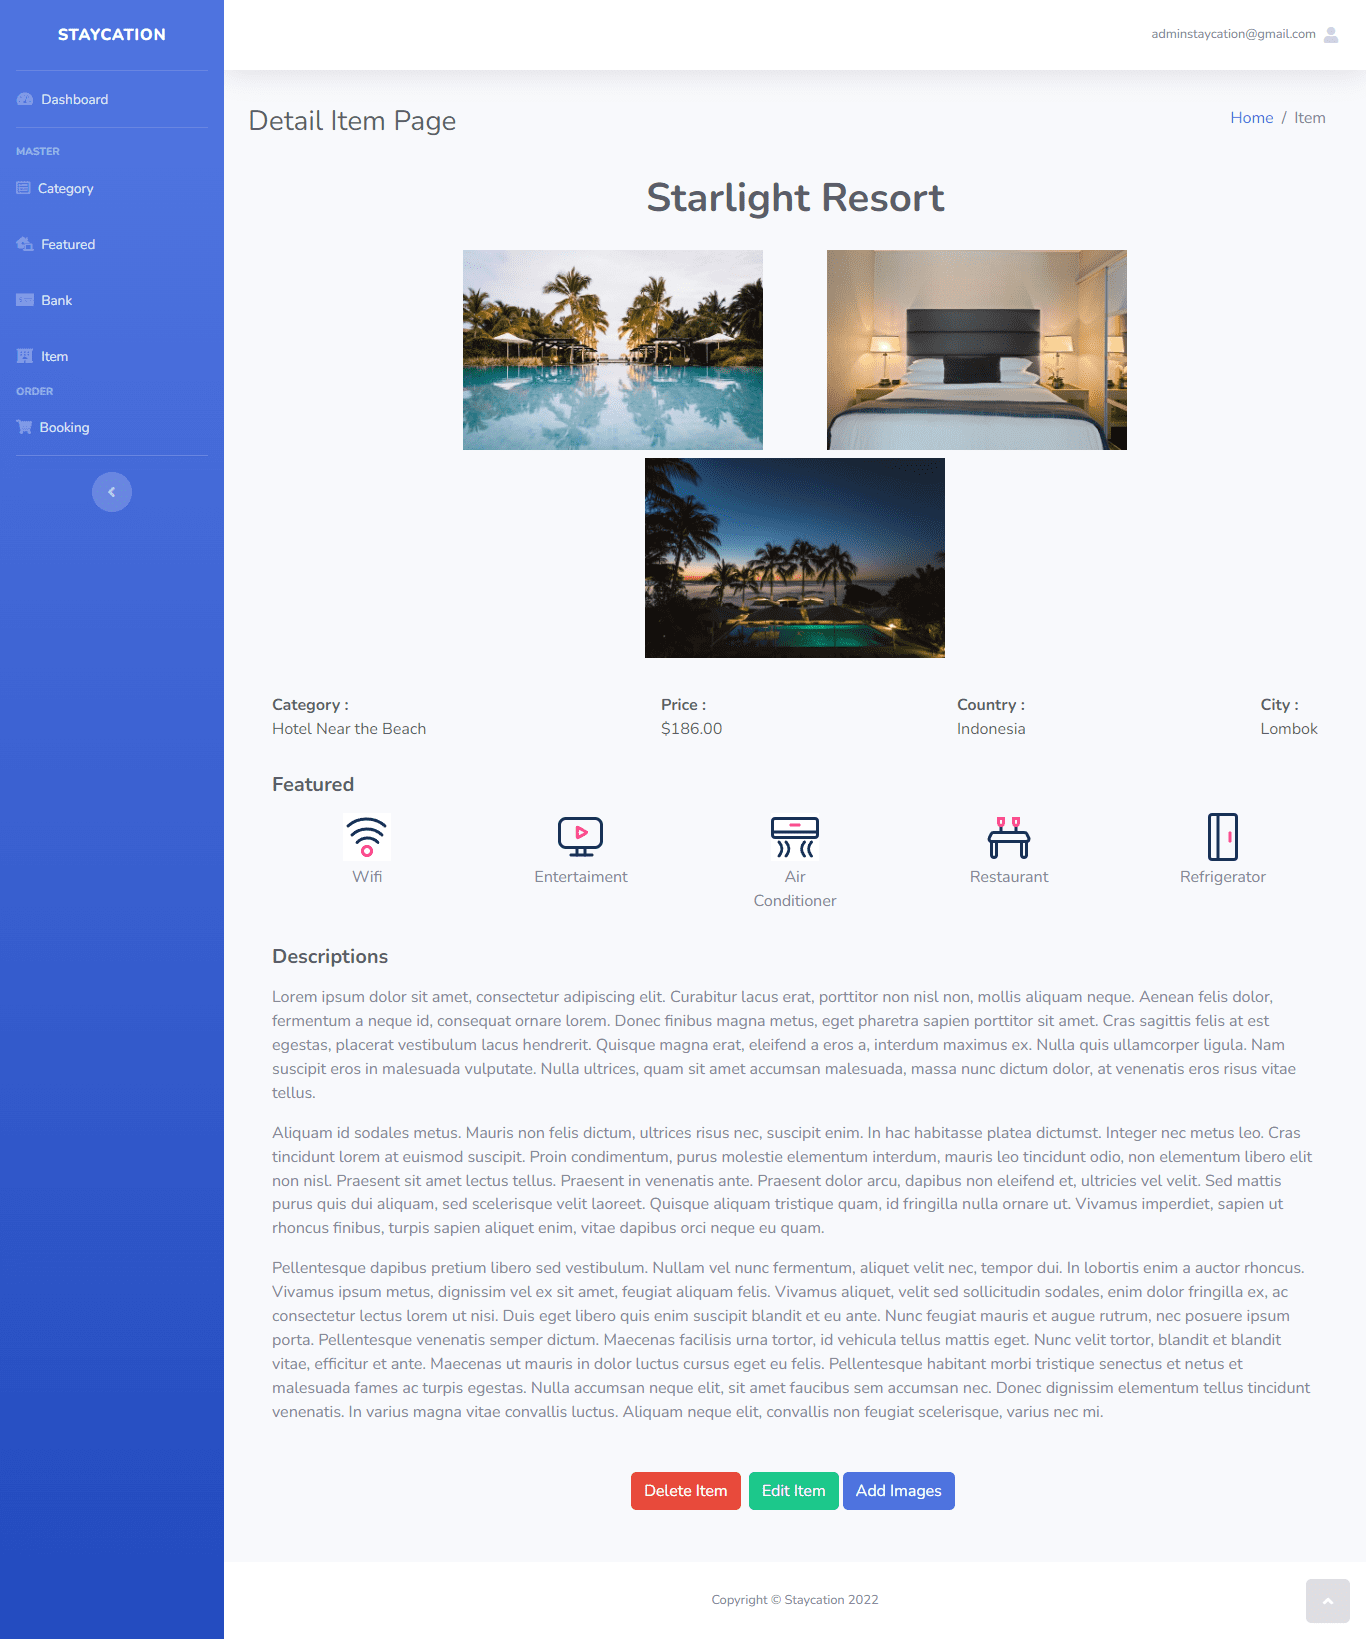 STAYCATION
Dashboard
MASTER
Category
Featured
Bank
Item
ORDER
Booking
adminstaycation@gmail.com
Detail Item Page
Home / Item
Starlight Resort
Category :
Hotel Near the Beach
Price :
$186.00
Country :
Indonesia
City :
Lombok
Featured
Wifi
Entertaiment
Air
Conditioner
Restaurant
Refrigerator
Descriptions
Lorem ipsum dolor sit amet, consectetur adipiscing elit. Curabitur lacus erat, porttitor non nisl non, mollis aliquam neque. Aenean felis dolor,
fermentum a neque id, consequat ornare lorem. Donec finibus magna metus, eget pharetra sapien porttitor sit amet. Cras sagittis felis at est
egestas, placerat vestibulum lacus hendrerit. Quisque magna erat, eleifend a eros a, interdum maximus ex. Nulla quis ullamcorper ligula. Nam
suscipit eros in malesuada vulputate. Nulla ultrices, quam sit amet accumsan malesuada, massa nunc dictum dolor, at venenatis eros risus vitae
tellus.
Aliquam id sodales metus. Mauris non felis dictum, ultrices risus nec, suscipit enim. In hac habitasse platea dictumst. Integer nec metus leo. Cras
tincidunt lorem at euismod suscipit. Proin condimentum, purus molestie elementum interdum, mauris leo tincidunt odio, non elementum libero elit
non nisl. Praesent sit amet lectus tellus. Praesent in venenatis ante. Praesent dolor arcu, dapibus non eleifend et, ultricies vel velit. Sed mattis
purus quis dui aliquam, sed scelerisque velit laoreet. Quisque aliquam tristique quam, id fringilla nulla ornare ut. Vivamus imperdiet, sapien ut
rhoncus finibus, turpis sapien aliquet enim, vitae dapibus orci neque eu quam.
Pellentesque dapibus pretium libero sed vestibulum. Nullam vel nunc fermentum, aliquet velit nec, tempor dui. In lobortis enim a auctor rhoncus.
Vivamus ipsum metus, dignissim vel ex sit amet, feugiat aliquam felis. Vivamus aliquet, velit sed sollicitudin sodales, enim dolor fringilla ex, ac
consectetur lectus lorem ut nisi. Duis eget libero quis enim suscipit blandit et eu ante. Nunc feugiat mauris et augue rutrum, nec posuere ipsum
porta. Pellentesque venenatis semper dictum. Maecenas facilisis urna tortor, id vehicula tellus mattis eget. Nunc velit tortor, blandit et blandit
vitae, efficitur et ante. Maecenas ut mauris in dolor luctus cursus eget eu felis. Pellentesque habitant morbi tristique senectus et netus et
malesuada fames ac turpis egestas. Nulla accumsan neque elit, sit amet faucibus sem accumsan nec. Donec dignissim elementum tellus tincidunt
venenatis. In varius magna vitae convallis luctus. Aliquam neque elit, convallis non feugiat scelerisque, varius nec mi.
Delete Item
Edit Item
Add Images
Copyright © Staycation 2022